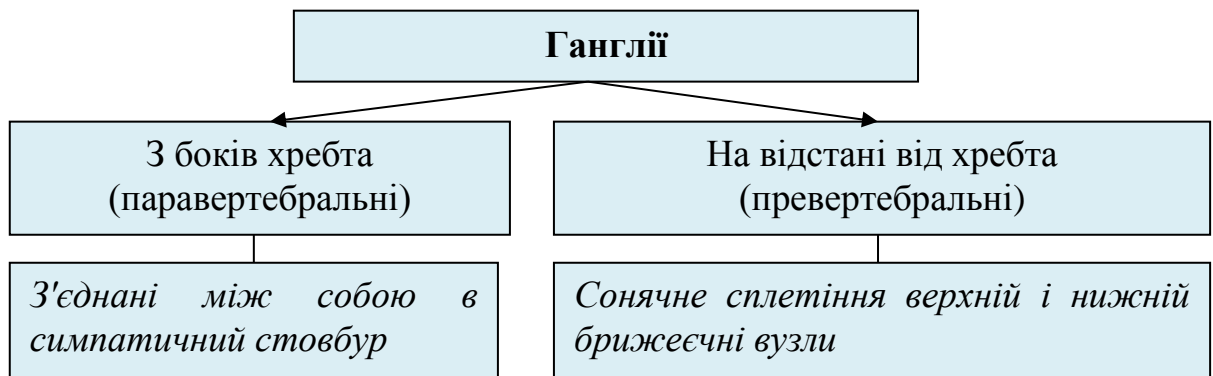 Ганглії
З боків хребта
(паравертебральні)
На відстані від хребта
(превертебральні)
З'єднані між собою в
симпатичний стовбур
Сонячне сплетіння верхній і нижній
брижеєчні вузли